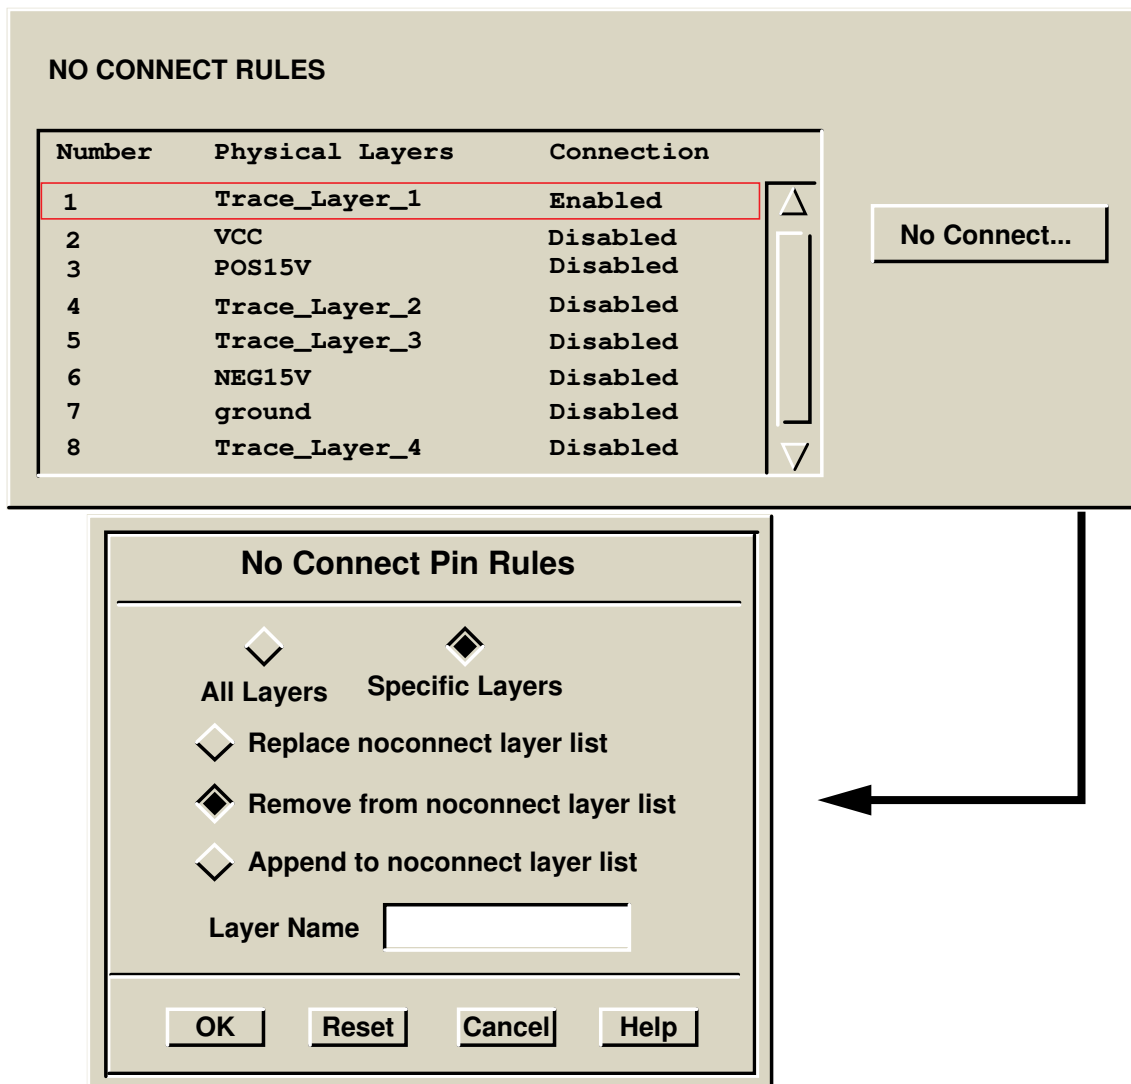 NO CONNECT RULES
Number Physical Layers Connection
1 Trace_Layer_1 Enabled
2 VCC Disabled
3 POS15V Disabled
4 Trace_Layer_2 Disabled
5 Trace_Layer_3 Disabled
6 NEG15V Disabled
7 ground Disabled
8 Trace_Layer_4 Disabled
No Connect...
No Connect Pin Rules
All Layers Specific Layers
Replace noconnect layer list
Remove from noconnect layer list
Append to noconnect layer list
Layer Name
OK Reset Cancel Help